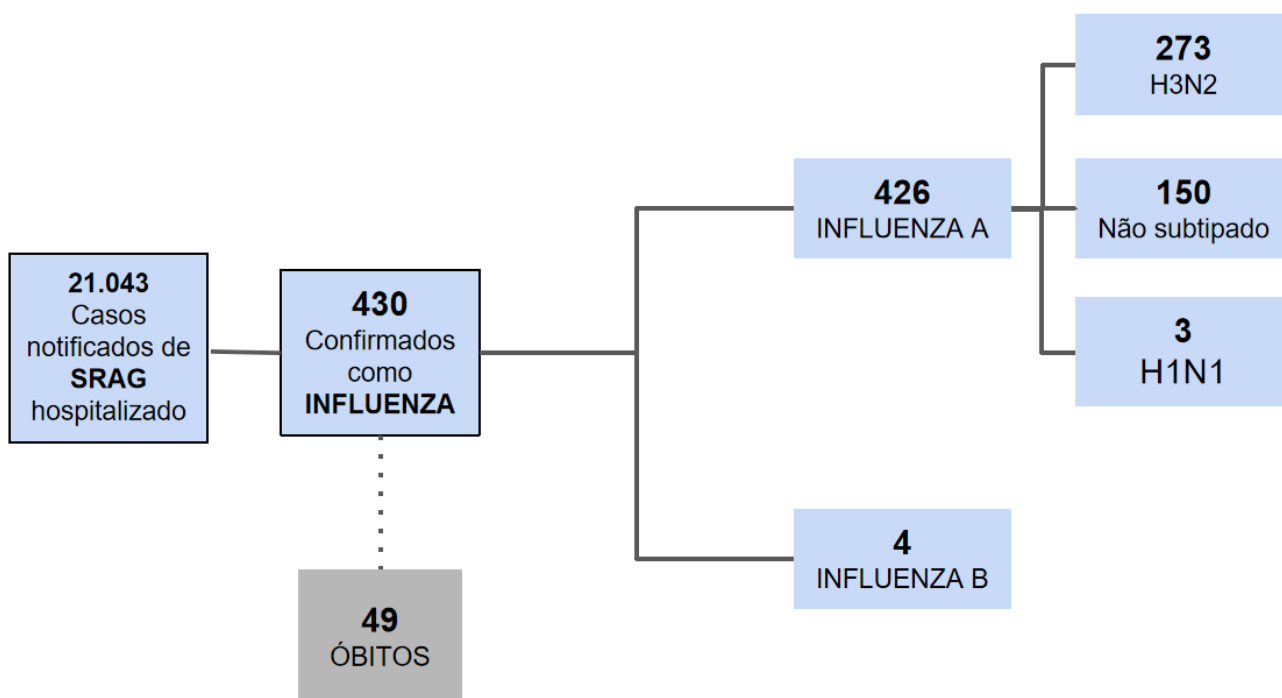 21.043
Casos
notificados de
SRAG
hospitalizado
430
Confirmados
como
INFLUENZA
49
ÓBITOS
426
INFLUENZA A
4
INFLUENZA B
273
H3N2
150
Não subtipado
3
H1N1